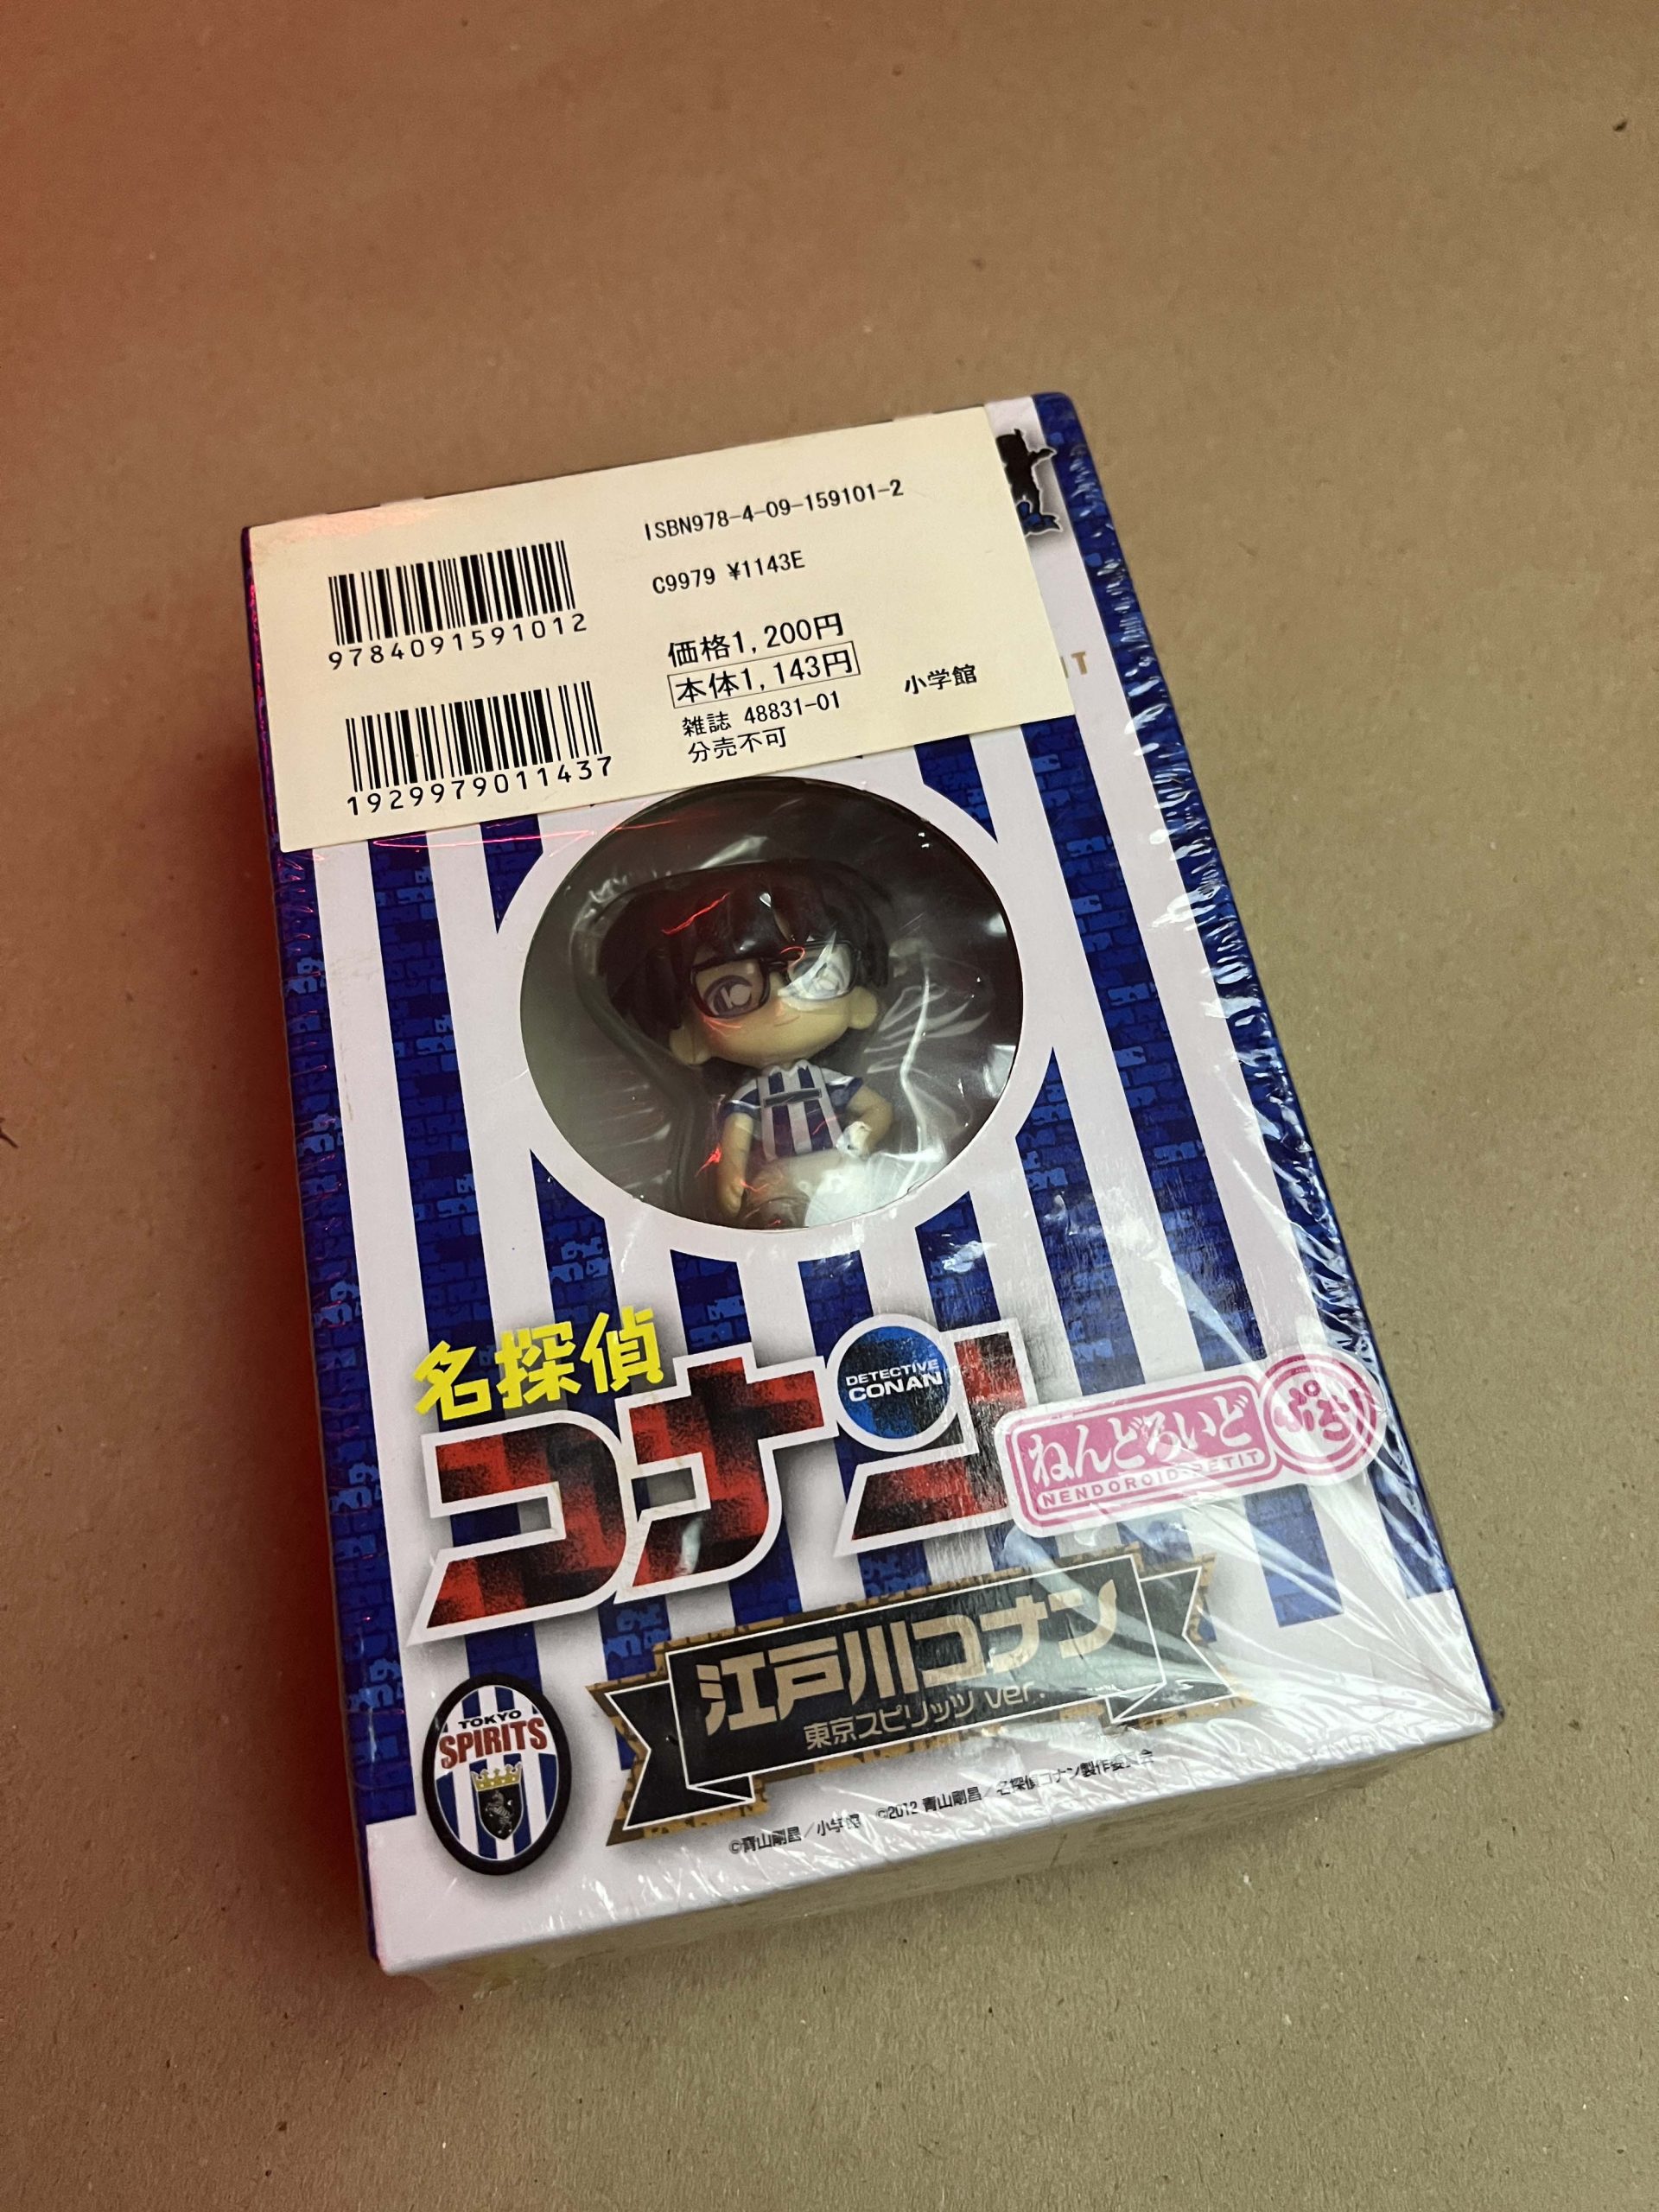 ISBN978-4-09-159101-2
C9979 ¥1143E
9784091591012
価格1,200円
本体1,143円
雑誌 48831-01
分売不可
小学館
1929979011437
IT
名探偵
コナン
DETECTIVE
CONAN
ねんどろいど
ぷち
NENDOROID PETIT
江戸川コナン
東京スピリッツ ver.
TOKYO
SPIRITS
©青山剛昌/小学館 ©2012 青山剛昌/名探偵コナン製作委員会